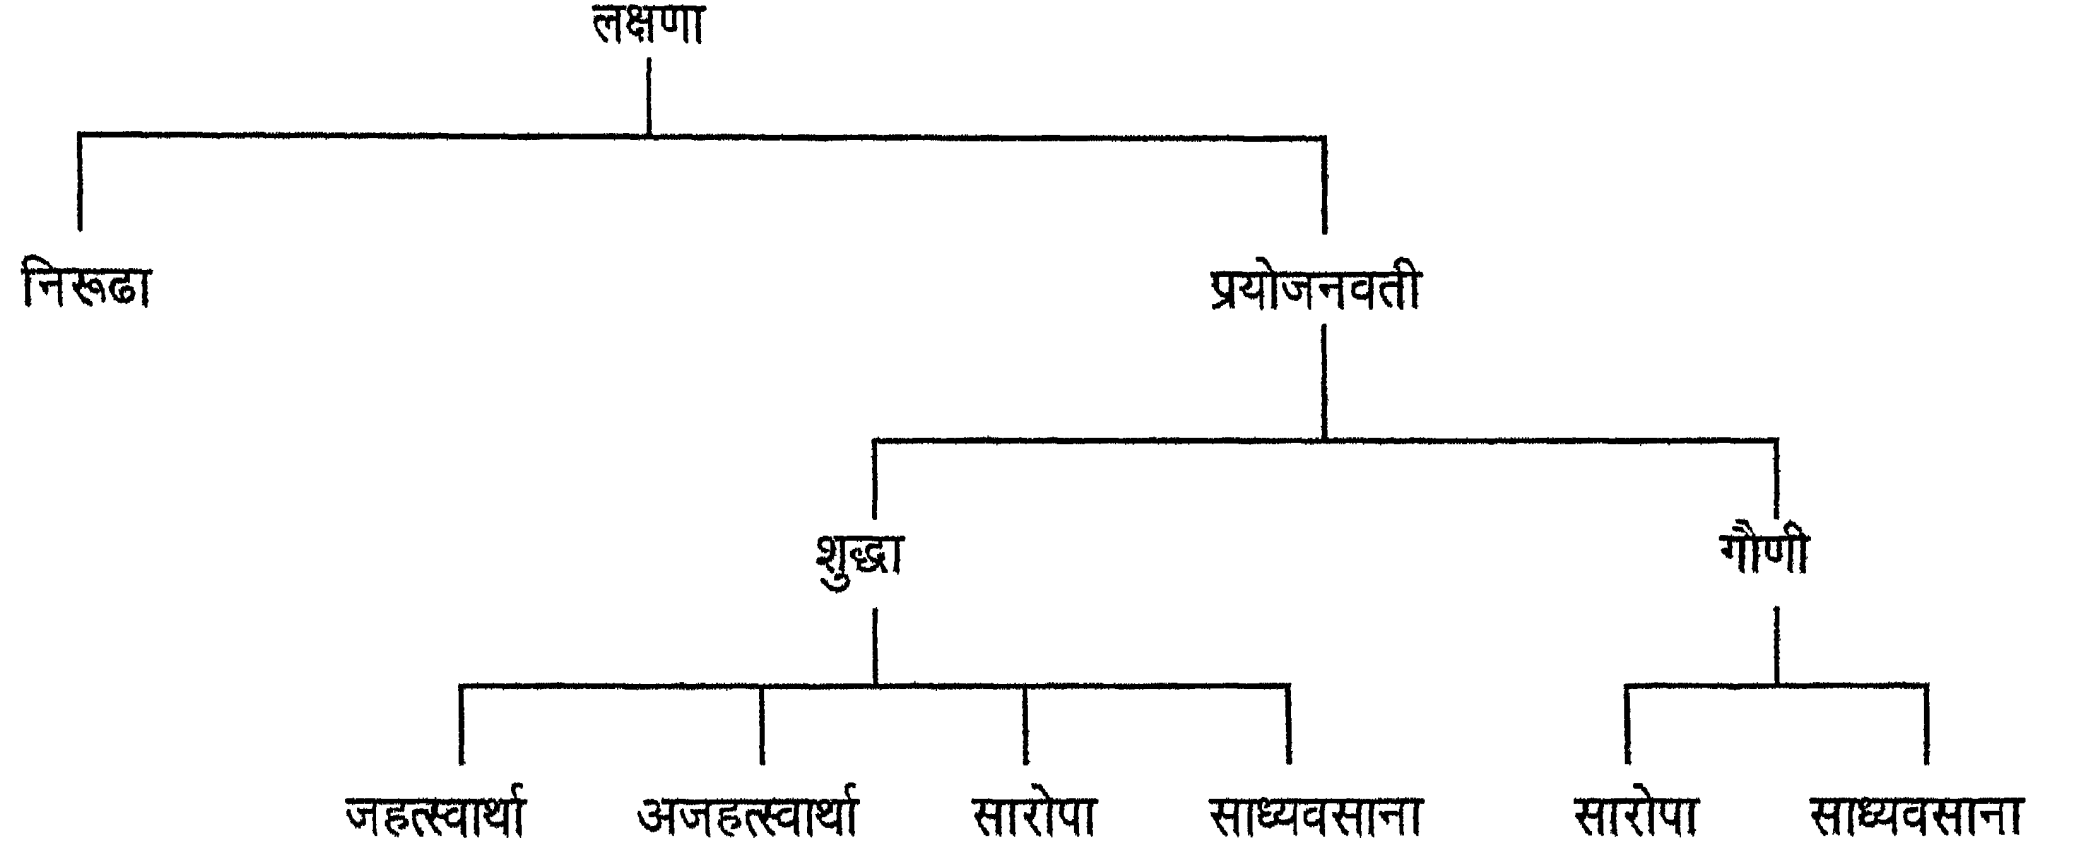 लक्षणा
निरूढा प्रयोजनवती
शुद्धा गौणी
जहत्स्वार्था अजहत्स्वार्था सारोपा साध्यवसाना सारोपा साध्यवसाना